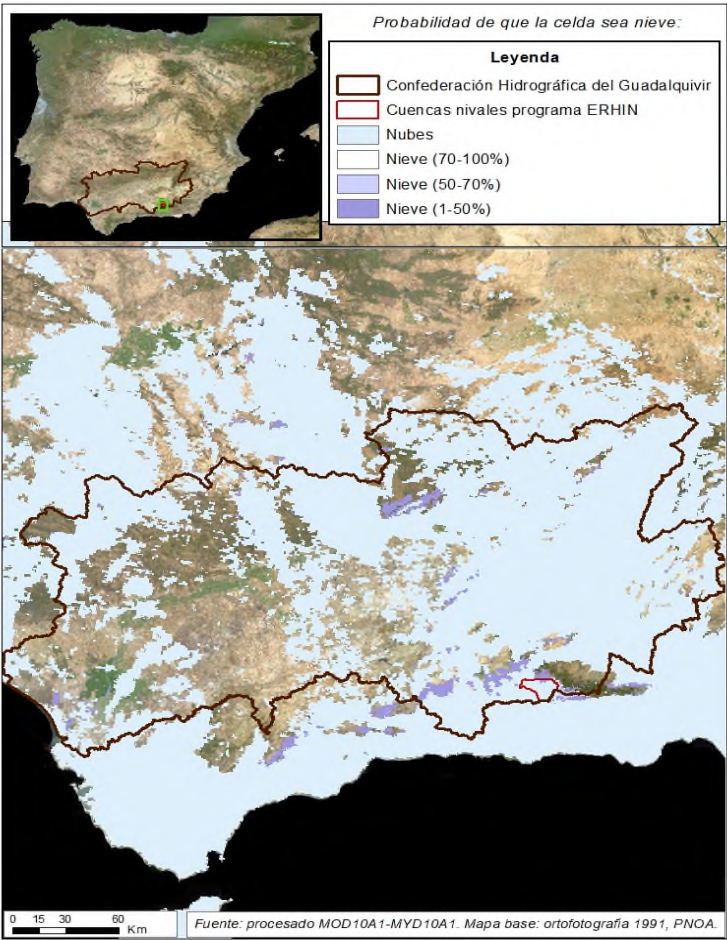 Probabilidad de que la celda sea nieve:
Leyenda
Confederación Hidrográfica del Guadalquivir
Cuencas nivales programa ERHIN
Nubes
Nieve (70-100%)
Nieve (50-70%)
Nieve (1-50%)
0 15 30 60
Km
Fuente: procesado MOD10A1-MYD10A1. Mapa base: ortofotografía 1991, PNOA.